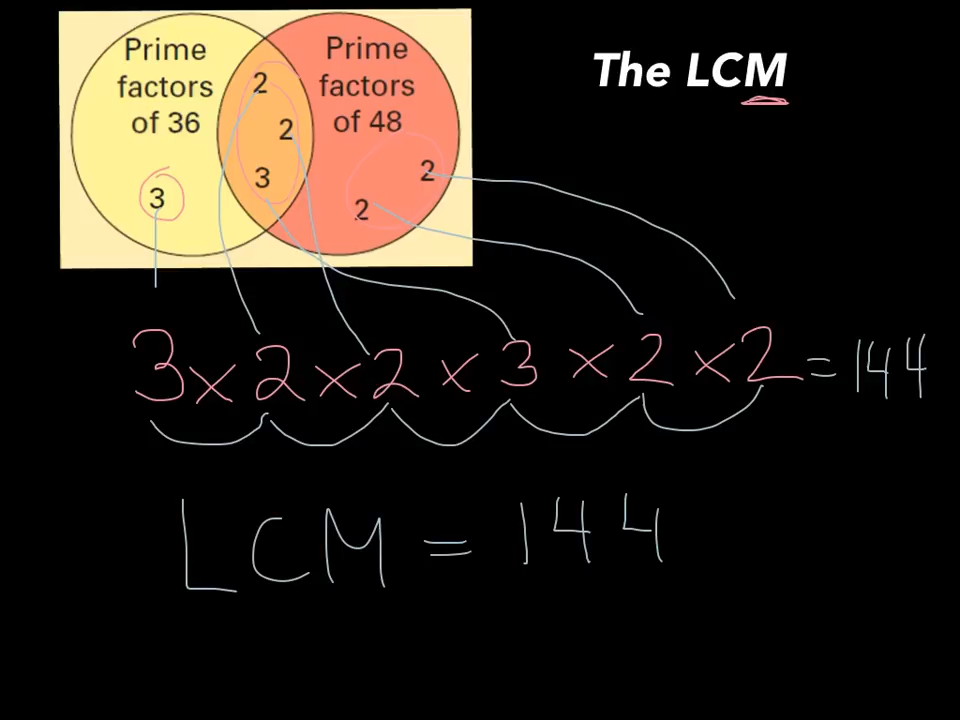 Prime factors of 36
Prime factors of 48
2
2
3
3
2
2
The LCM
3 x 2 x 2 x 3 x 2 x 2 = 144
LCM = 144